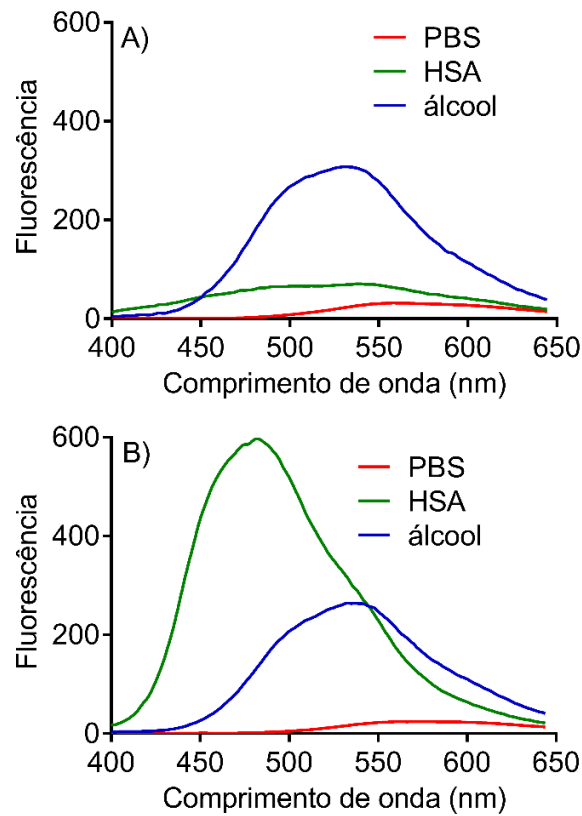 A)
PBS
HSA
álcool
Fluorescência
600
400
200
0
400 450 500 550 600 650
Comprimento de onda (nm)
B)
PBS
HSA
álcool
Fluorescência
600
400
200
0
400 450 500 550 600 650
Comprimento de onda (nm)